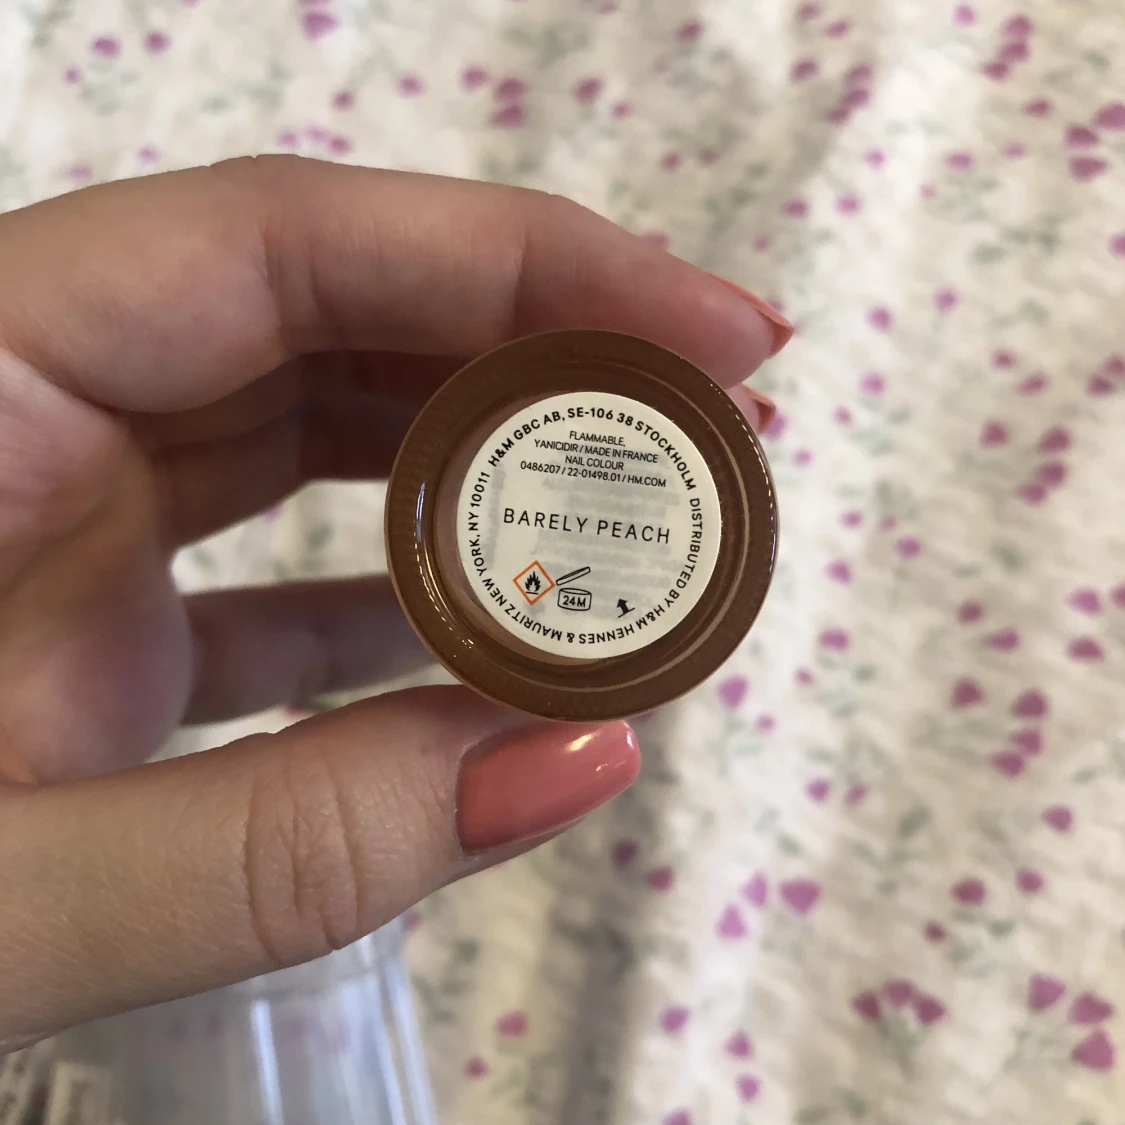 H&M GBC AB, SE-106 38 STOCKHOLM DISTRIBUTED BY H&M HENNES & MAURITZ NEW YORK, NY 10011
FLAMMABLE,
YANICIDIR / MADE IN FRANCE
NAIL COLOUR
0486207 / 22-01498.01 / HM.COM
BARELY PEACH
24M